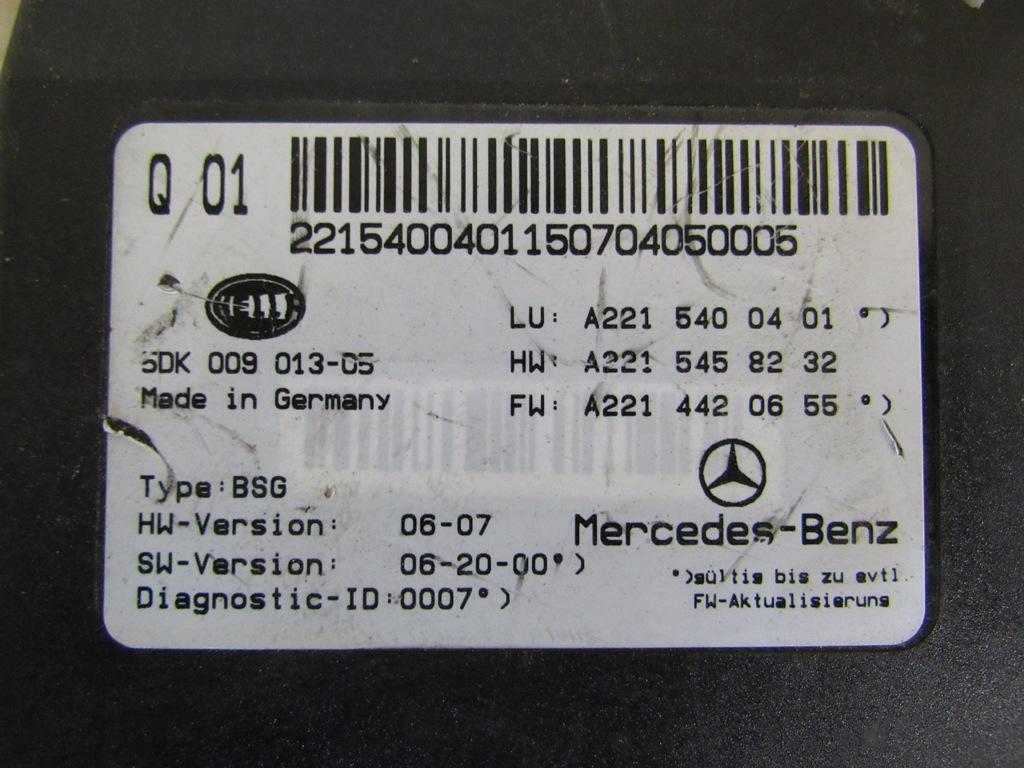 Q 01
2215400401150704050005
LU: A221 540 04 01 *)
5DK 009 013-05
HW: A221 545 82 32
Made in Germany
FW: A221 442 06 55 *)
Type:BSG
HW-Version: 06-07
Mercedes-Benz
SW-Version: 06-20-00*)
*)gültig bis zu evtl.
Diagnostic-ID:0007*)
FW-Aktualisierung